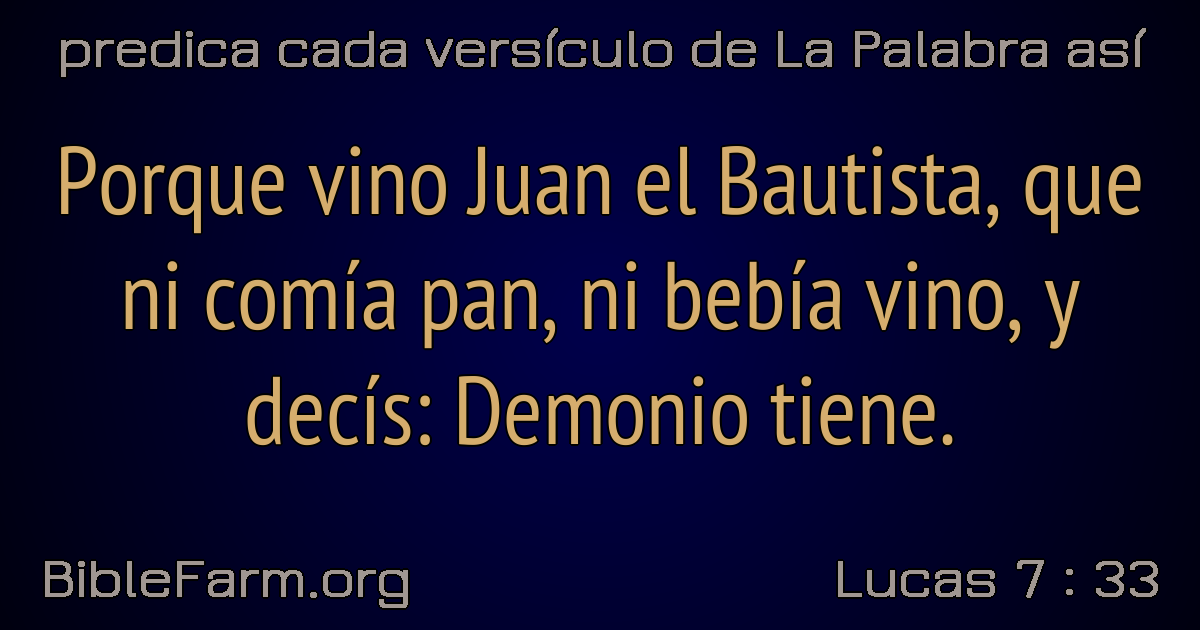 predica cada versículo de La Palabra así
Porque vino Juan el Bautista, que
ni comía pan, ni bebía vino, y
decís: Demonio tiene.
BibleFarm.org
Lucas 7 : 33